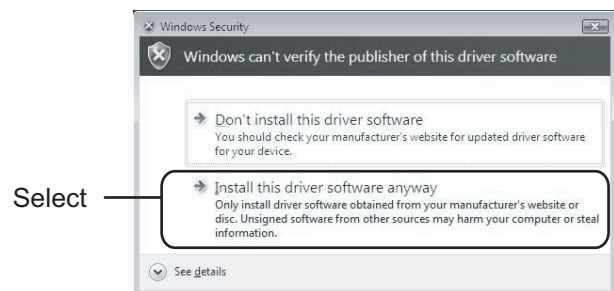 Windows Security
Windows can't verify the publisher of this driver software
Don't install this driver software
You should check your manufacturer's website for updated driver software
for your device.
Select
Install this driver software anyway
Only install driver software obtained from your manufacturer's website or
disc. Unsigned software from other sources may harm your computer or steal
information.
See details